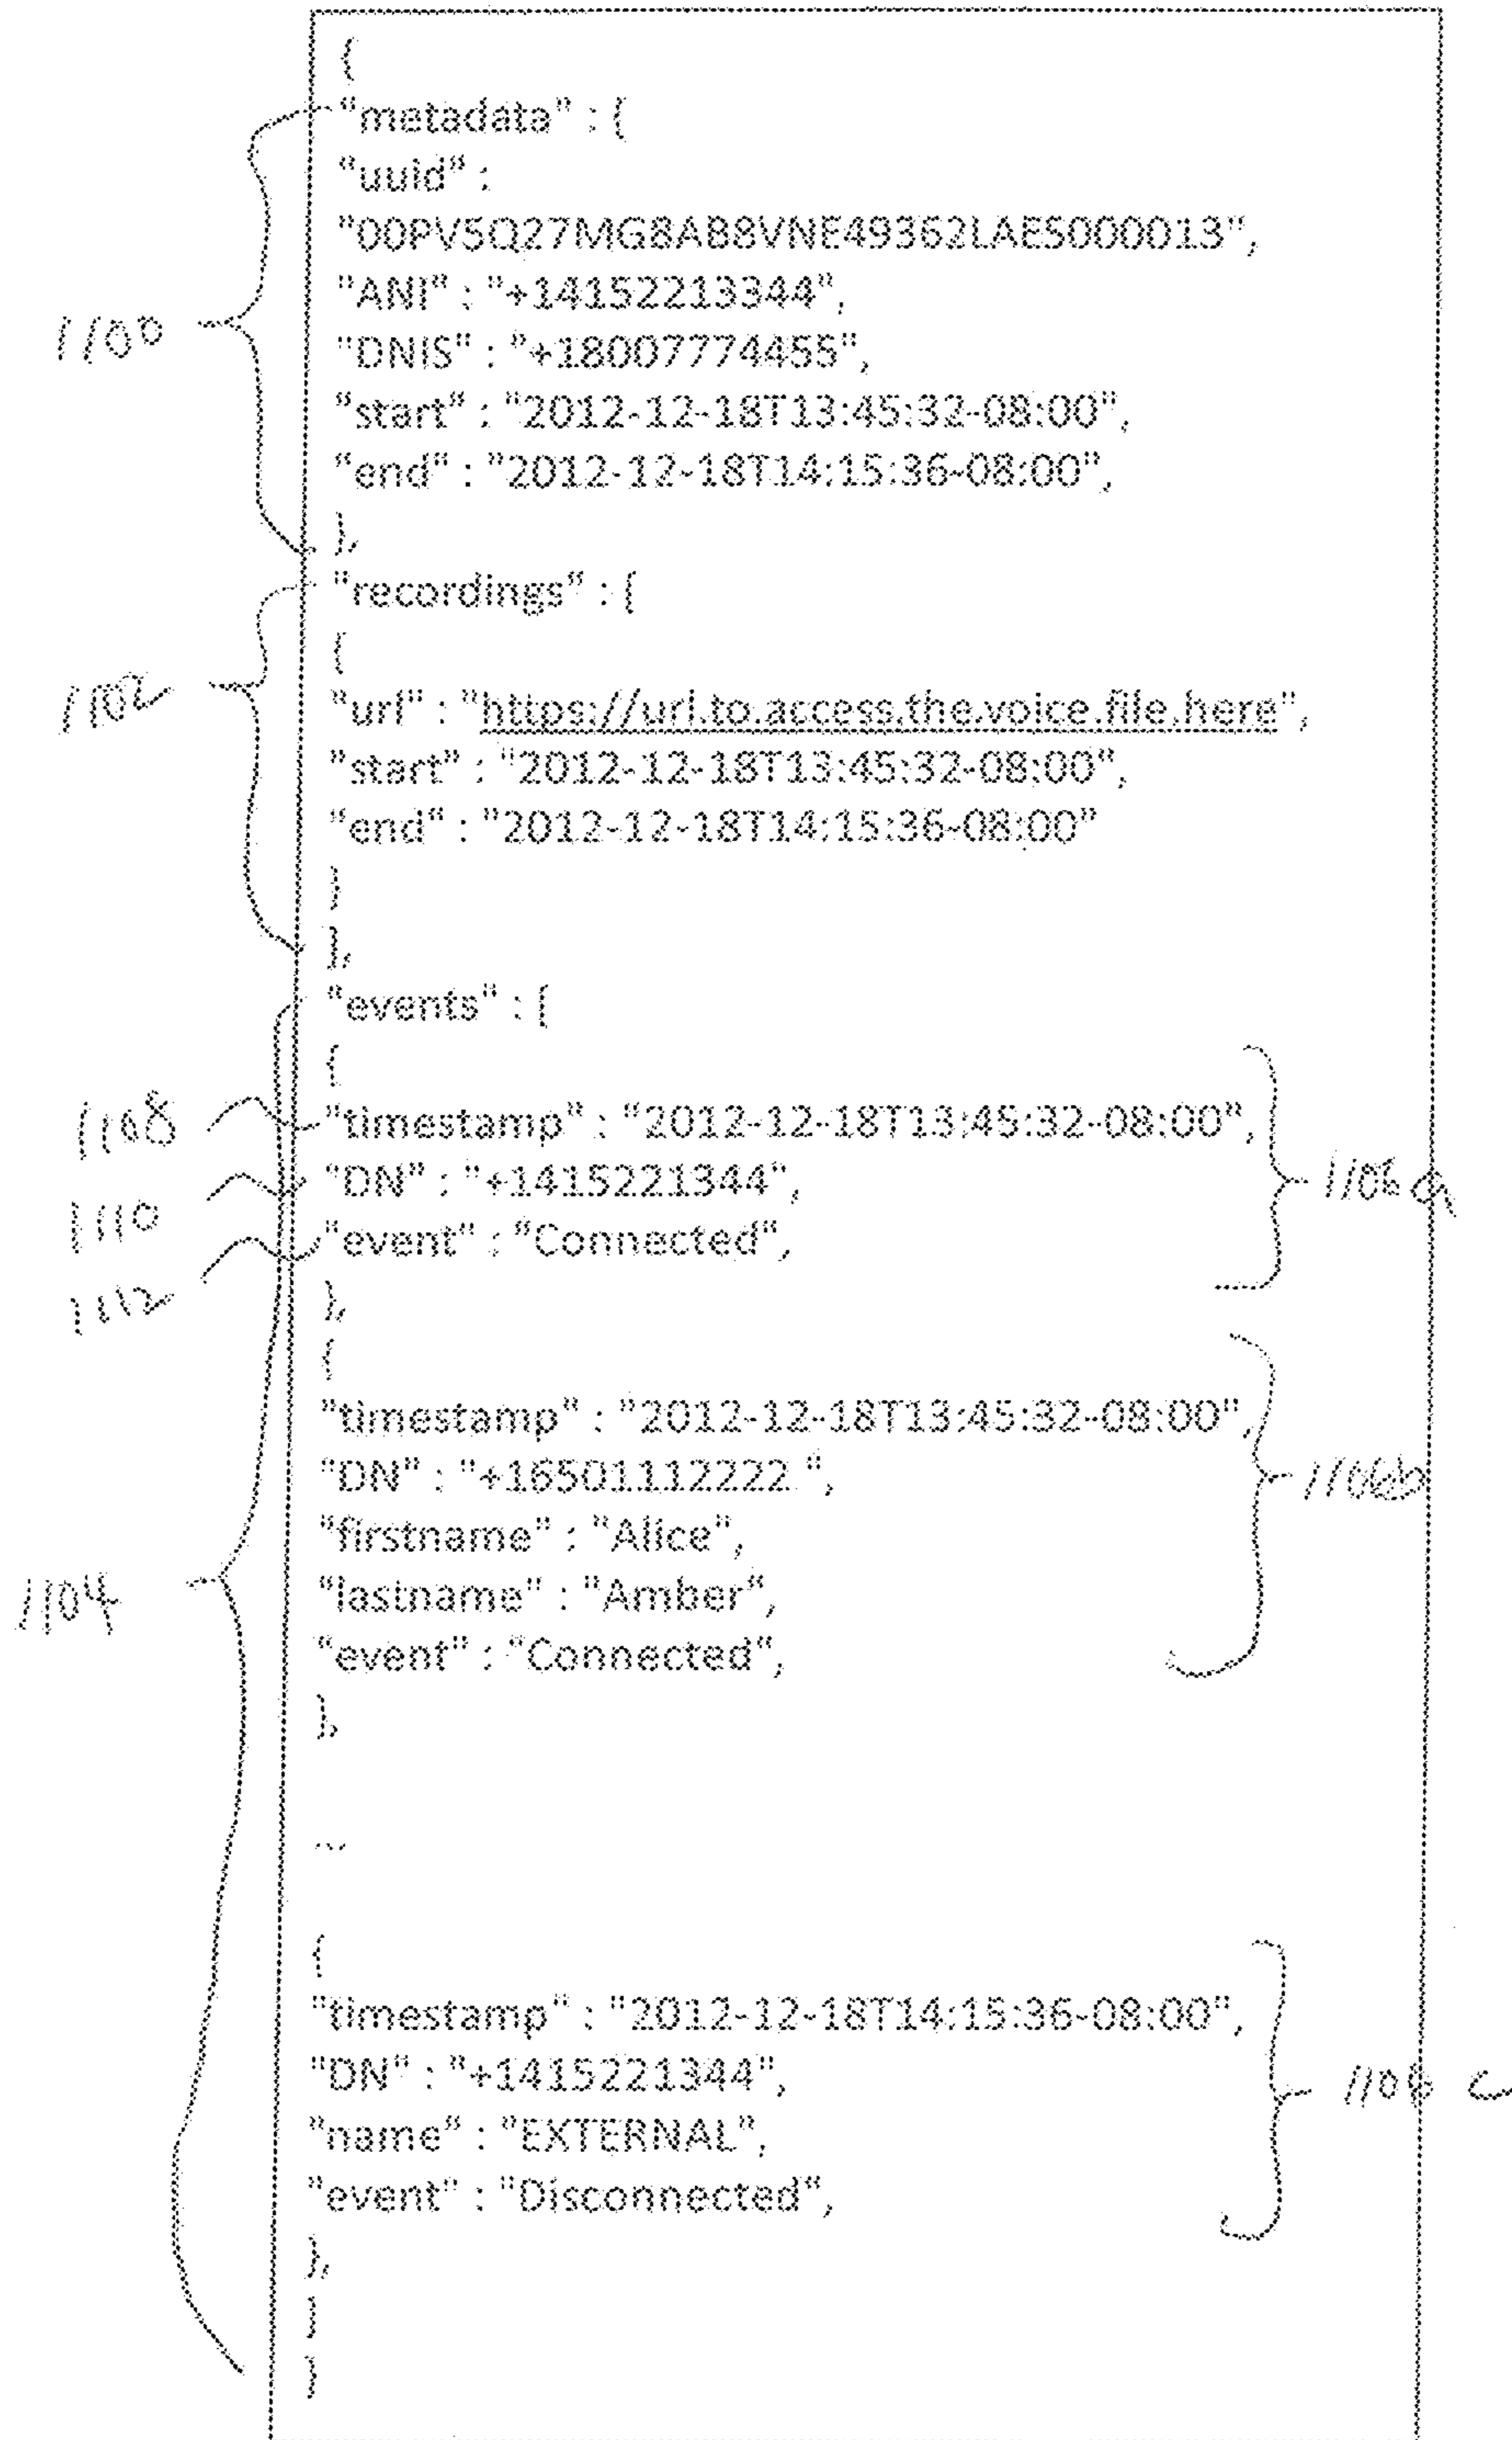 {
"metadata" : {
"uuid" :
"00PV5Q27MG8AB8VNE49362LAES000013",
"ANI" : "+14152213344",
"DNIS" : "+18007774455",
"start" : "2012-12-18T13:45:32-08:00",
"end" : "2012-12-18T14:15:36-08:00",
},
1100
"recordings" : [
{
"url" : "https://url.to.access.the.voice.file.here",
"start" : "2012-12-18T13:45:32-08:00",
"end" : "2012-12-18T14:15:36-08:00"
}
],
1102
"events" : [
{
1108 "timestamp" : "2012-12-18T13:45:32-08:00",
1110 "DN" : "+1415221344",
1106a
1112 "event" : "Connected",
},
{
"timestamp" : "2012-12-18T13:45:32-08:00",
"DN" : "+16501112222 ",
1106b
"firstname" : "Alice",
"lastname" : "Amber",
1104
"event" : "Connected",
},
...
{
"timestamp" : "2012-12-18T14:15:36-08:00",
"DN" : "+1415221344",
1106 c
"name" : "EXTERNAL",
"event" : "Disconnected",
},
]
}